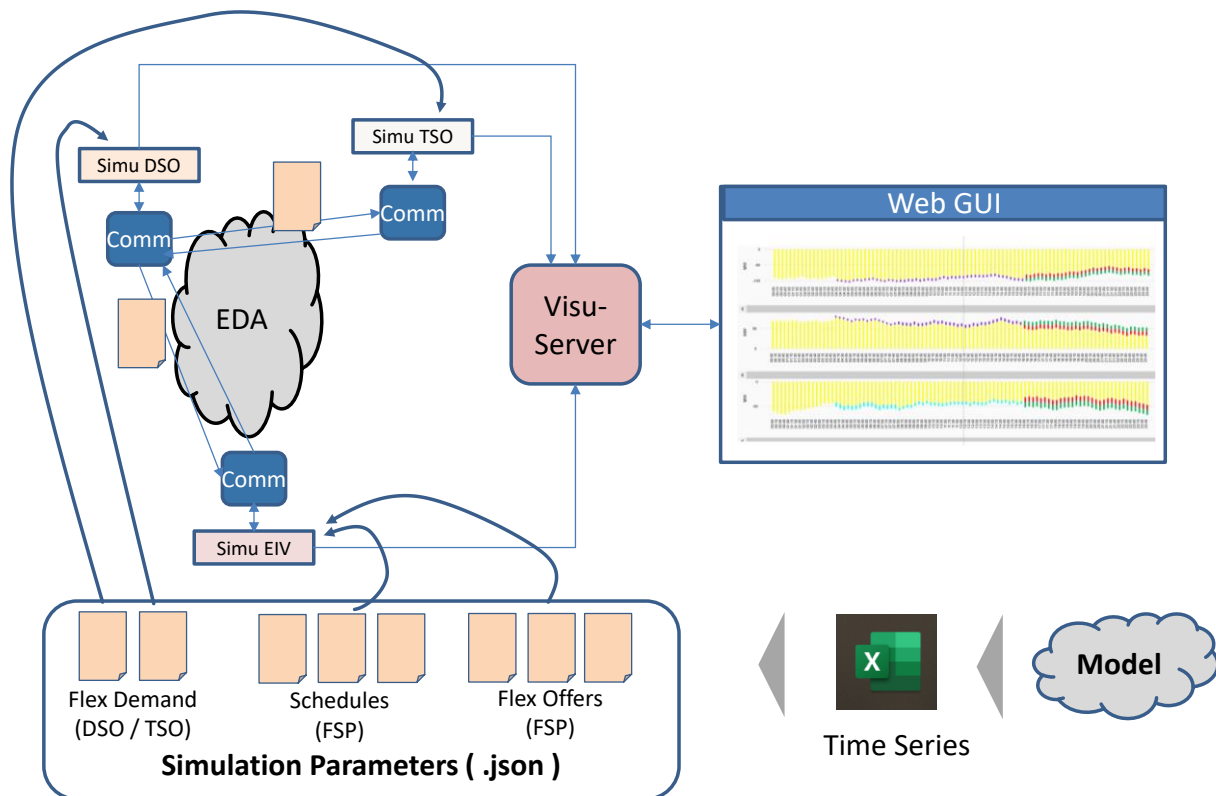 Simu TSO
Simu DSO
Comm
Comm
Web GUI
EDA
Visu-
Server
Comm
Simu EIV
X
Model
Flex Demand
(DSO / TSO)
Schedules
(FSP)
Flex Offers
(FSP)
Time Series
Simulation Parameters ( .json )